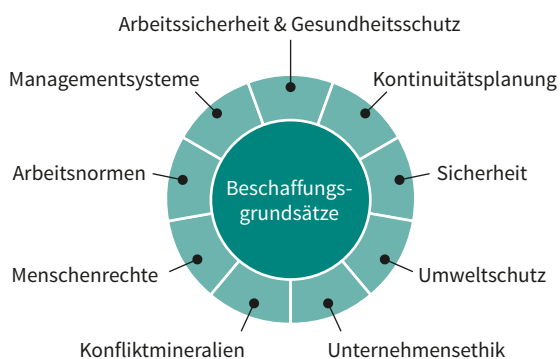 Arbeitssicherheit & Gesundheitsschutz
Managementsysteme
Kontinuitätsplanung
Arbeitsnormen
Beschaffungs-
grundsätze
Sicherheit
Menschenrechte
Umweltschutz
Konfliktmineralien
Unternehmensethik